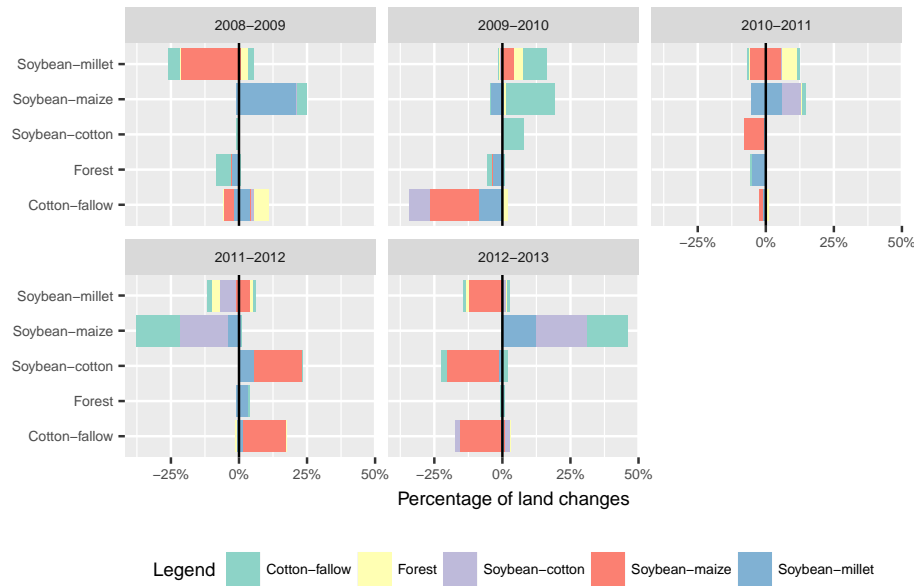 2008−2009
2009−2010
2010−2011
Soybean−millet
Soybean−maize
Soybean−cotton
Forest
Cotton−fallow
−25% 0% 25% 50%
2011−2012
2012−2013
Soybean−millet
Soybean−maize
Soybean−cotton
Forest
Cotton−fallow
−25% 0% 25% 50%
−25% 0% 25% 50%
Percentage of land changes
Legend Cotton−fallow Forest Soybean−cotton Soybean−maize Soybean−millet